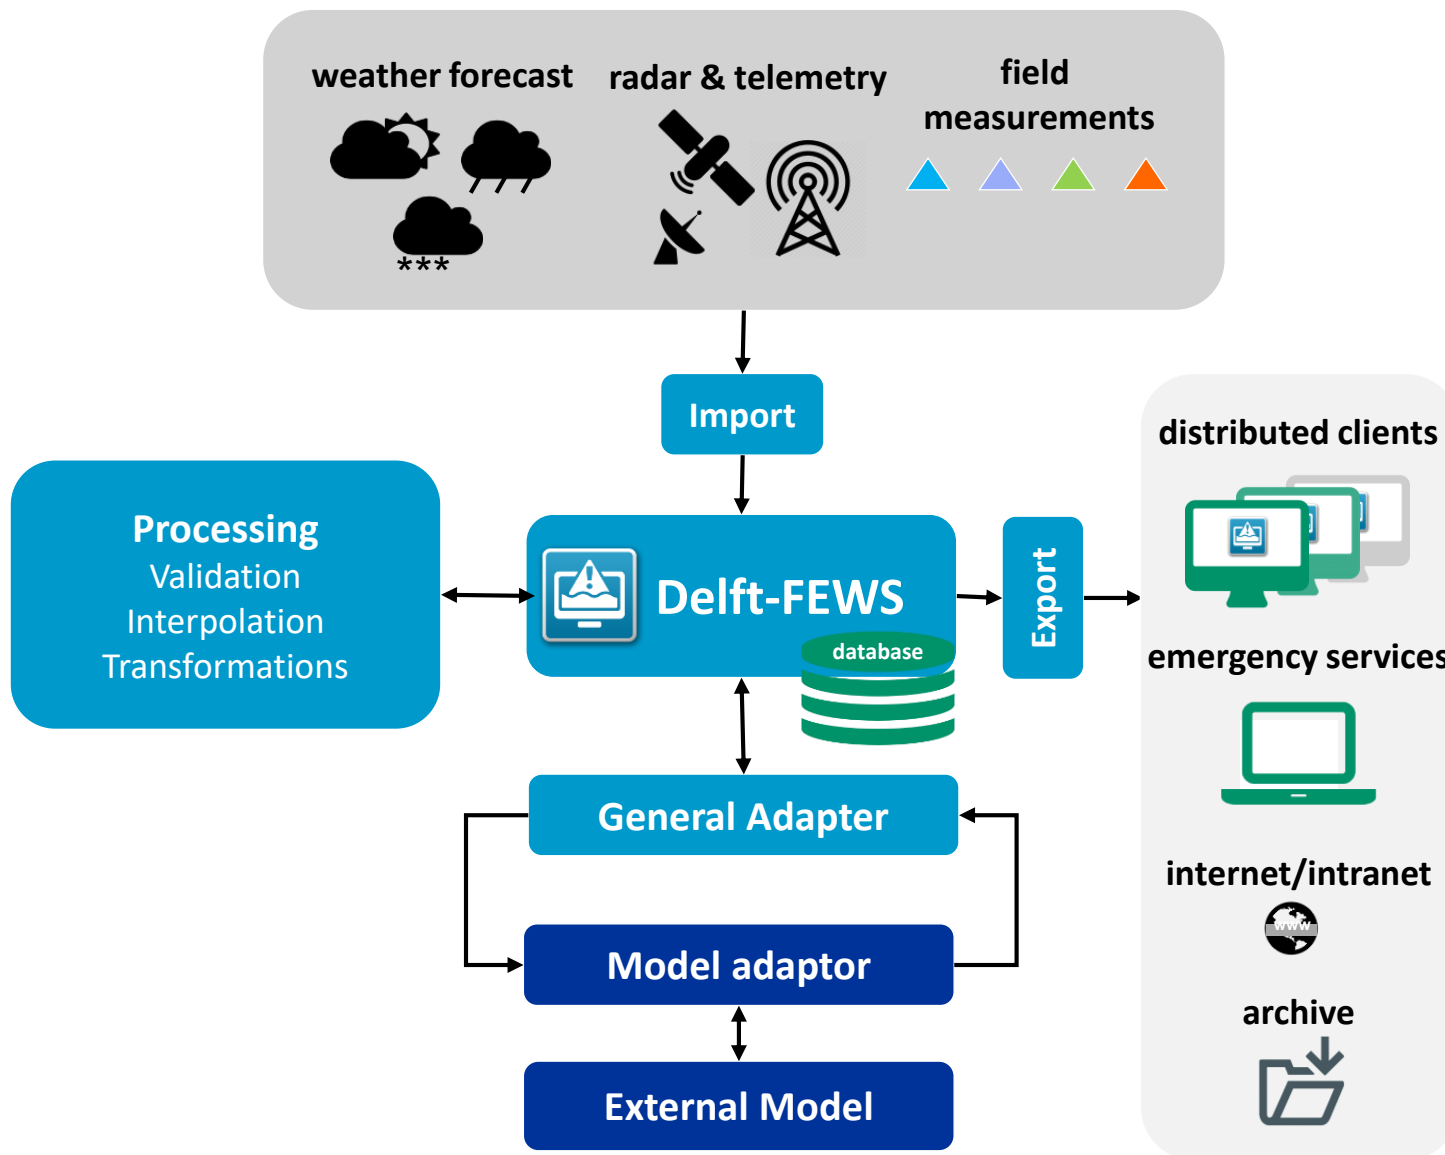 weather forecast
radar & telemetry
field
measurements
***
Import
distributed clients
Processing
Validation
Interpolation
Transformations
Delft-FEWS
database
Export
emergency services
General Adapter
internet/intranet
www
Model adaptor
archive
External Model